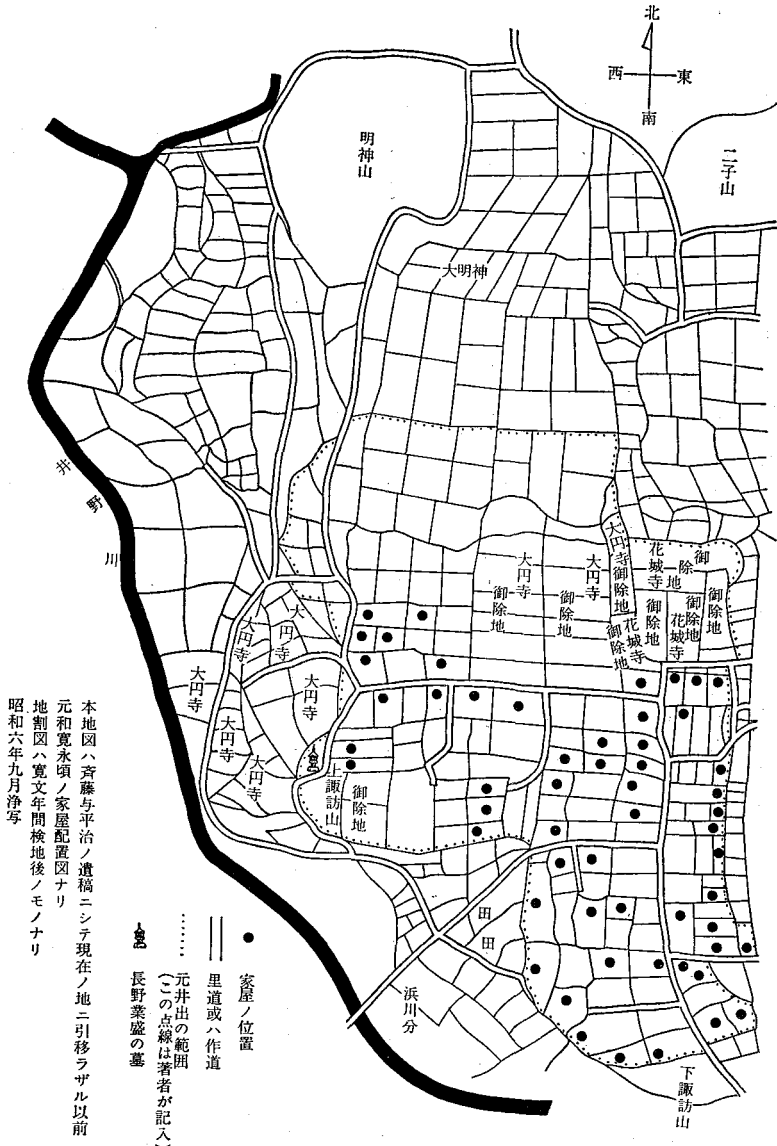 北
西 東
南
二子山
明神山
大明神
井野川
大円寺
御除地
大円寺
御除地
大円寺御除地
御除地
花城寺
御除地
花城寺
御除地
御除地
花城寺
御除地
大円寺
大円寺
大円寺
大円寺
大円寺
大円寺
上諏訪山
御除地
田
田
浜川分
下諏訪山
● 家屋ノ位置
里道或ハ作道
…… 元井出の範囲
(この点線は著者が記入)
長野業盛の墓
本地図ハ斉藤与平治ノ遺稿ニシテ現在ノ地ニ引移ラザル以前
元和寛永頃ノ家屋配置図ナリ
地割図ハ寛文年間検地後ノモノナリ
昭和六年九月浄写